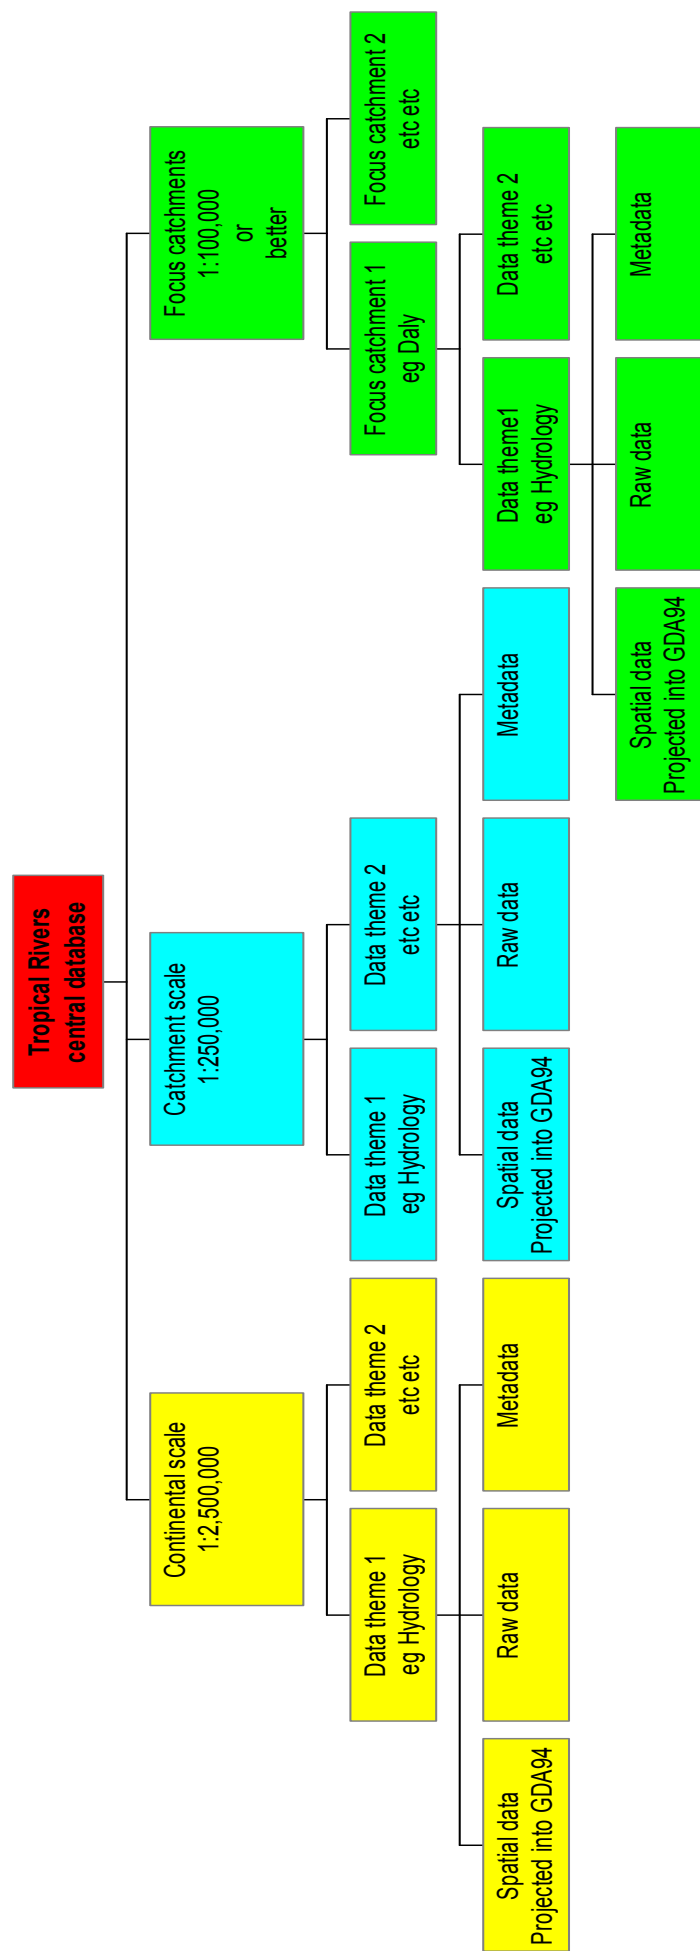 Tropical Rivers
central database
Continental scale
1:2,500,000
Catchment scale
1:250,000
Focus catchments
1:100,000
or
better
Data theme 1
eg Hydrology
Data theme 2
etc etc
Data theme 1
eg Hydrology
Data theme 2
etc etc
Focus catchment 1
eg Daly
Focus catchment 2
etc etc
Spatial data
Projected into GDA94
Raw data
Metadata
Spatial data
Projected into GDA94
Raw data
Metadata
Data theme1
eg Hydrology
Data theme 2
etc etc
Spatial data
Projected into GDA94
Raw data
Metadata